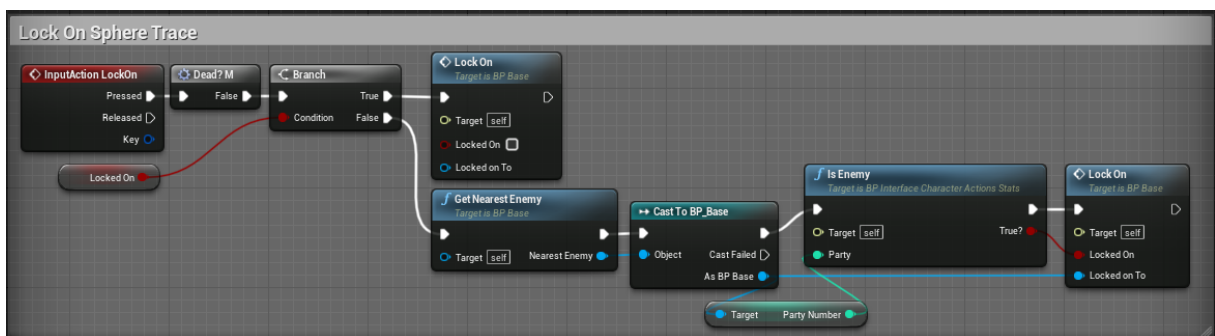 Lock On Sphere Trace
InputAction LockOn
Pressed
Released
Key
Dead? M
False
Branch
True
Condition
False
Locked On
Lock On
Target is BP Base
Target self
Locked On
Locked on To
Get Nearest Enemy
Target is BP Base
Target self
Nearest Enemy
Cast To BP_Base
Object
Cast Failed
As BP Base
Target
Party Number
Is Enemy
Target is BP Interface Character Actions Stats
Target self
True?
Party
Lock On
Target is BP Base
Target self
Locked On
Locked on To